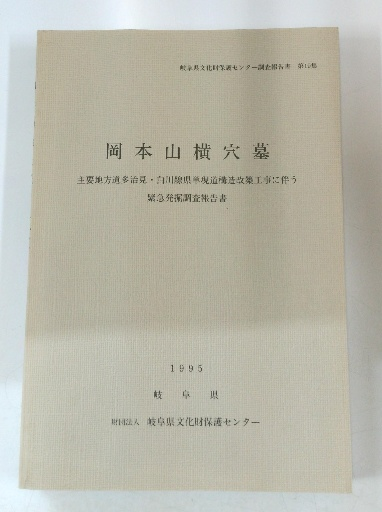 岐阜県文化財保護センター調査報告書　第19集
岡本山横穴墓
主要地方道多治見・白川線県単現道構造改築工事に伴う
緊急発掘調査報告書
1995
岐阜県
財団法人　岐阜県文化財保護センター